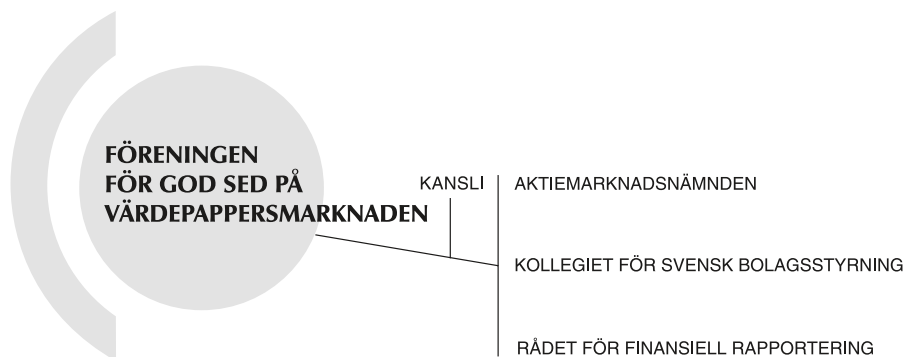 FÖRENINGEN
FÖR GOD SED PÅ
VÄRDEPAPPERSMARKNADEN
KANSLI
AKTIEMARKNADSNÄMNDEN
KOLLEGIET FÖR SVENSK BOLAGSSTYRNING
RÅDET FÖR FINANSIELL RAPPORTERING